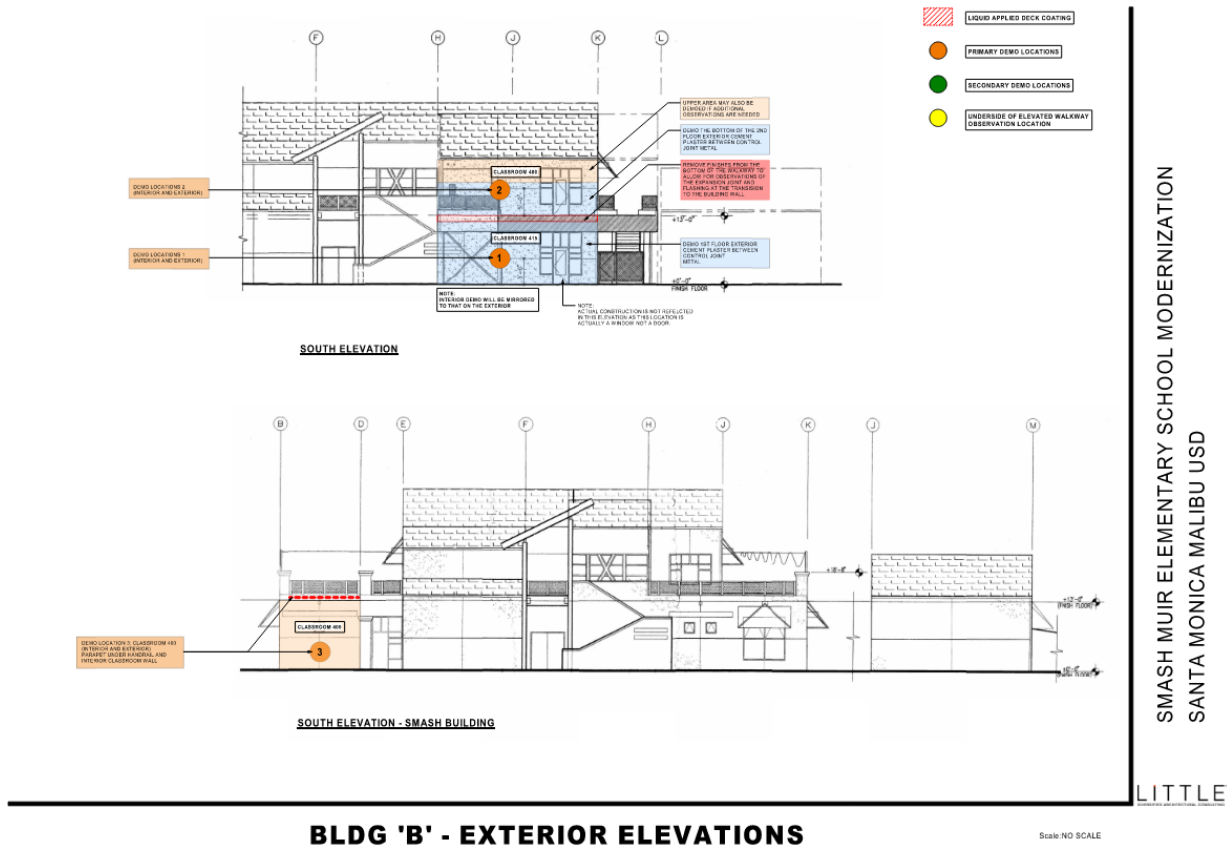 LIQUID APPLIED DECK COATING
PRIMARY DEMO LOCATIONS
SECONDARY DEMO LOCATIONS
UNDERSIDE OF ELEVATED WALKWAY
OBSERVATION LOCATION
F
H
J
K
L
UPPER AREA MAY ALSO BE
DEMOED IF ADDITIONAL
OBSERVATIONS ARE NEEDED
DEMO THE BOTTOM OF THE 2ND
FLOOR EXTERIOR CEMENT
PLASTER BETWEEN CONTROL
JOINT METAL
REMOVE FINISHES FROM THE
BOTTOM OF THE WALKWAY TO
ALLOW FOR OBSERVATIONS OF
THE EXPANSION JOINT AND
FLASHING AT THE TRANSISION
TO THE BUILDING WALL
DEMO LOCATIONS 2
(INTERIOR AND EXTERIOR)
2
+13'-0"
CLASSROOM 415
DEMO 1ST FLOOR EXTERIOR
CEMENT PLASTER BETWEEN
CONTROL JOINT
METAL
DEMO LOCATIONS 1
(INTERIOR AND EXTERIOR)
1
FINISH FLOOR
NOTE:
INTERIOR DEMO WILL BE MIRRORED
TO THAT ON THE EXTERIOR
NOTE:
ACTUAL CONSTRUCTION IS NOT REFELCTED
IN THIS ELEVATION AS THIS LOCATION IS
ACTUALLY A WINDOW NOT A DOOR.
SOUTH ELEVATION
B
D
E
F
H
J
K
J
M
CLASSROOM 400
3
DEMO LOCATION 3: CLASSROOM 400
(INTERIOR AND EXTERIOR)
PARAPET UNDER HANDRAIL AND
INTERIOR CLASSROOM WALL
SOUTH ELEVATION - SMASH BUILDING
SMASH MUIR ELEMENTARY SCHOOL MODERNIZATION
SANTA MONICA MALIBU USD
LITTLE
DIVERSIFIED ARCHITECTURAL CONSULTING
BLDG 'B' - EXTERIOR ELEVATIONS
Scale:NO SCALE